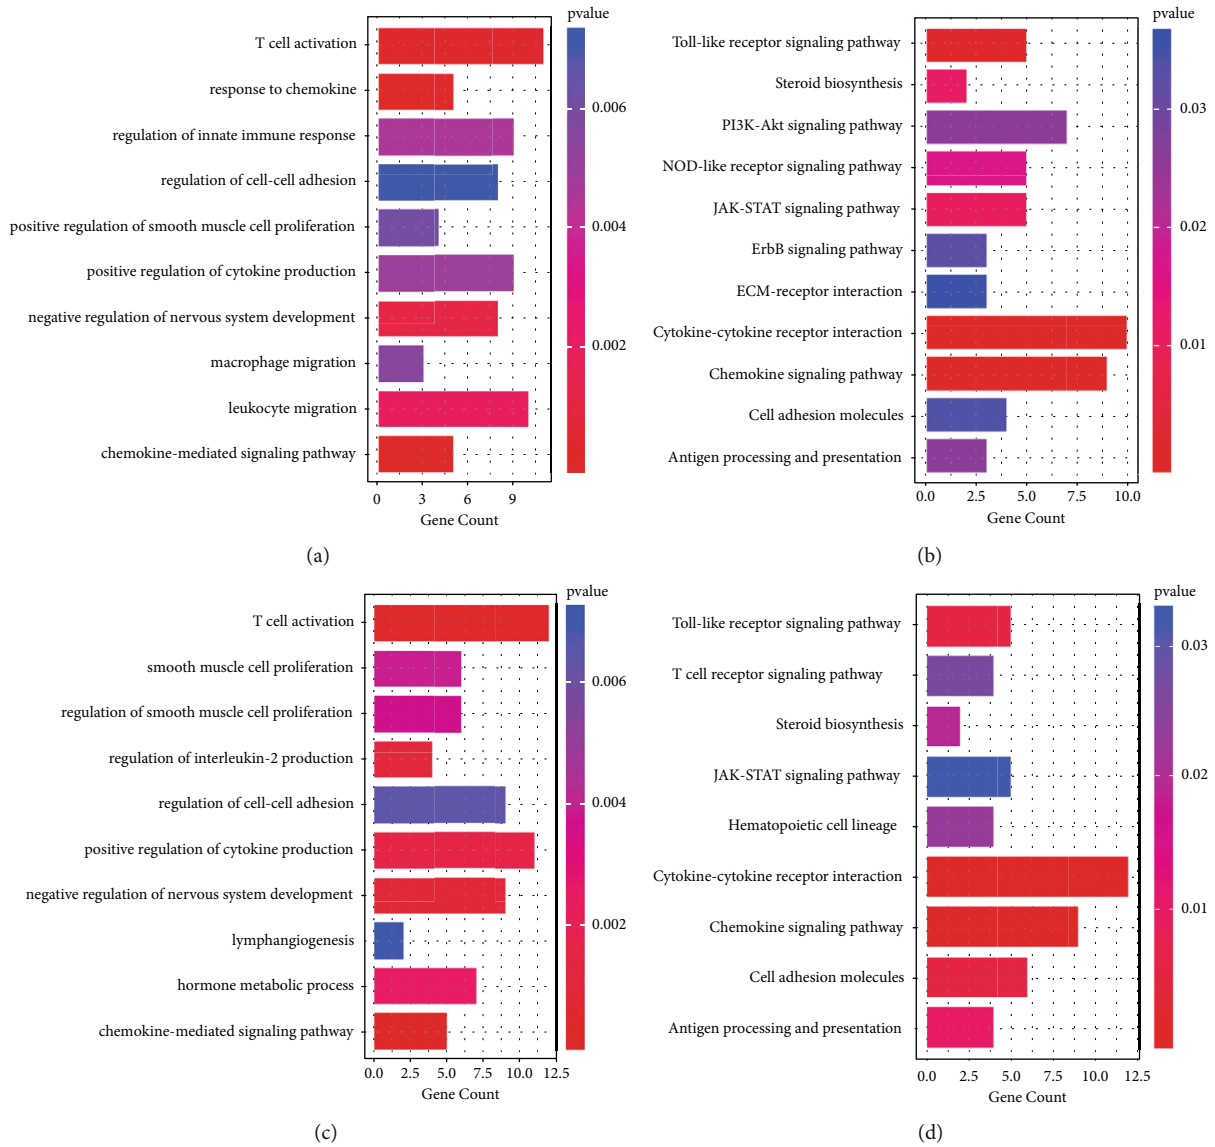 pvalue
T cell activation
response to chemokine
regulation of innate immune response
regulation of cell-cell adhesion
positive regulation of smooth muscle cell proliferation
positive regulation of cytokine production
negative regulation of nervous system development
macrophage migration
leukocyte migration
chemokine-mediated signaling pathway
0.006
0.004
0.002
0 3 6 9
Gene Count
(a)
pvalue
Toll-like receptor signaling pathway
Steroid biosynthesis
PI3K-Akt signaling pathway
NOD-like receptor signaling pathway
JAK-STAT signaling pathway
ErbB signaling pathway
ECM-receptor interaction
Cytokine-cytokine receptor interaction
Chemokine signaling pathway
Cell adhesion molecules
Antigen processing and presentation
0.03
0.02
0.01
0.0 2.5 5.0 7.5 10.0
Gene Count
(b)
pvalue
T cell activation
smooth muscle cell proliferation
regulation of smooth muscle cell proliferation
regulation of interleukin-2 production
regulation of cell-cell adhesion
positive regulation of cytokine production
negative regulation of nervous system development
lymphangiogenesis
hormone metabolic process
chemokine-mediated signaling pathway
0.006
0.004
0.002
0.0 2.5 5.0 7.5 10.0 12.5
Gene Count
(c)
pvalue
Toll-like receptor signaling pathway
T cell receptor signaling pathway
Steroid biosynthesis
JAK-STAT signaling pathway
Hematopoietic cell lineage
Cytokine-cytokine receptor interaction
Chemokine signaling pathway
Cell adhesion molecules
Antigen processing and presentation
0.03
0.02
0.01
0.0 2.5 5.0 7.5 10.0 12.5
Gene Count
(d)